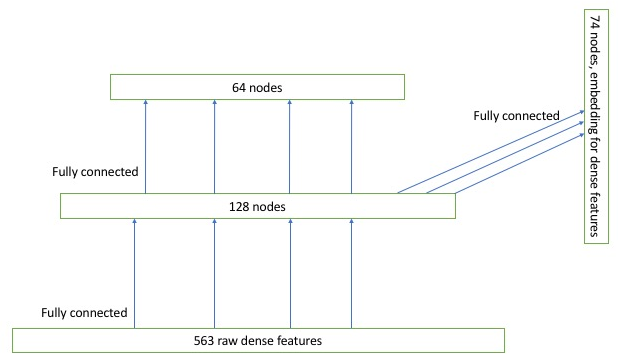 64 nodes
Fully connected
74 nodes, embedding for dense features
Fully connected
128 nodes
Fully connected
563 raw dense features